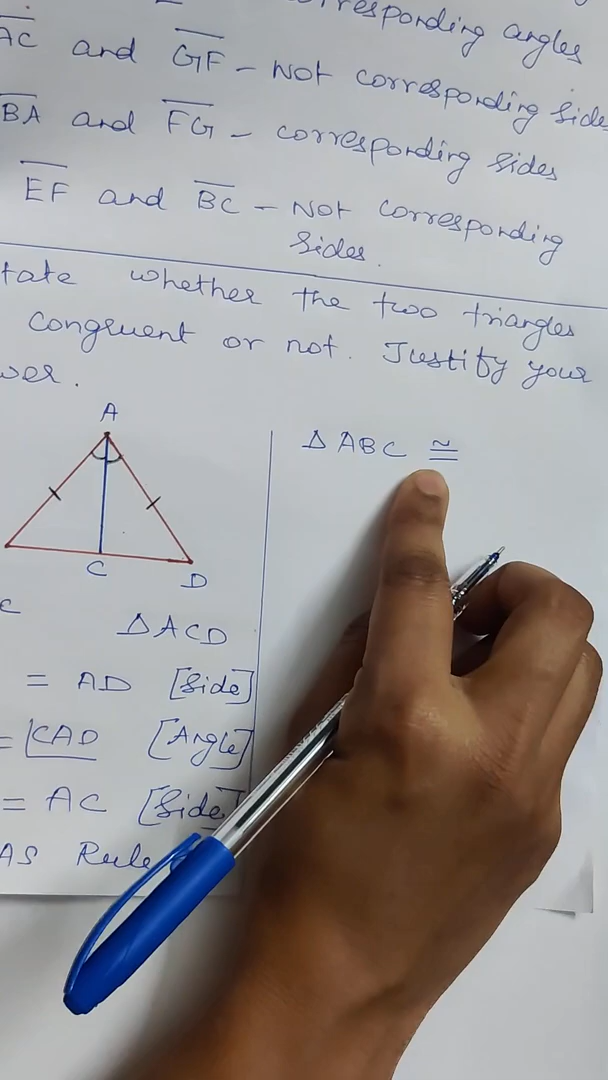 corresponding angles
AC and GF - Not corresponding sides
BA and FG - corresponding sides
EF and BC - Not corresponding
sides.
tate whether the two triangles
congruent or not. Justify your
wer.
A
C
D
Δ ABC ≅
c Δ ACD
= AD [Side]
= ∠CAD [Angle]
= AC [Side]
AS Rule